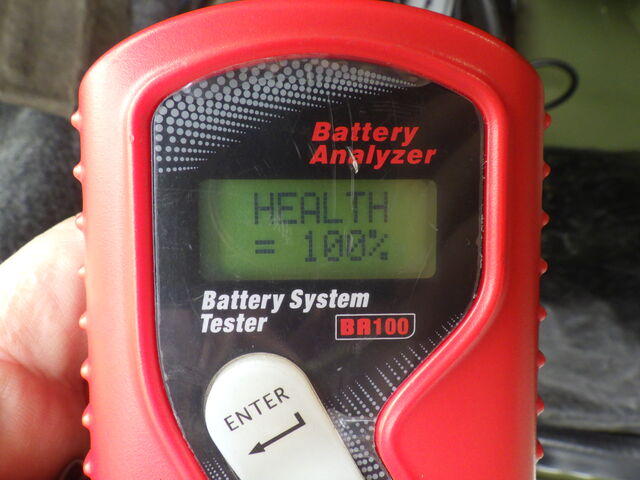 Battery
Analyzer
HEALTH
= 100%
Battery System
Tester
BA100
ENTER